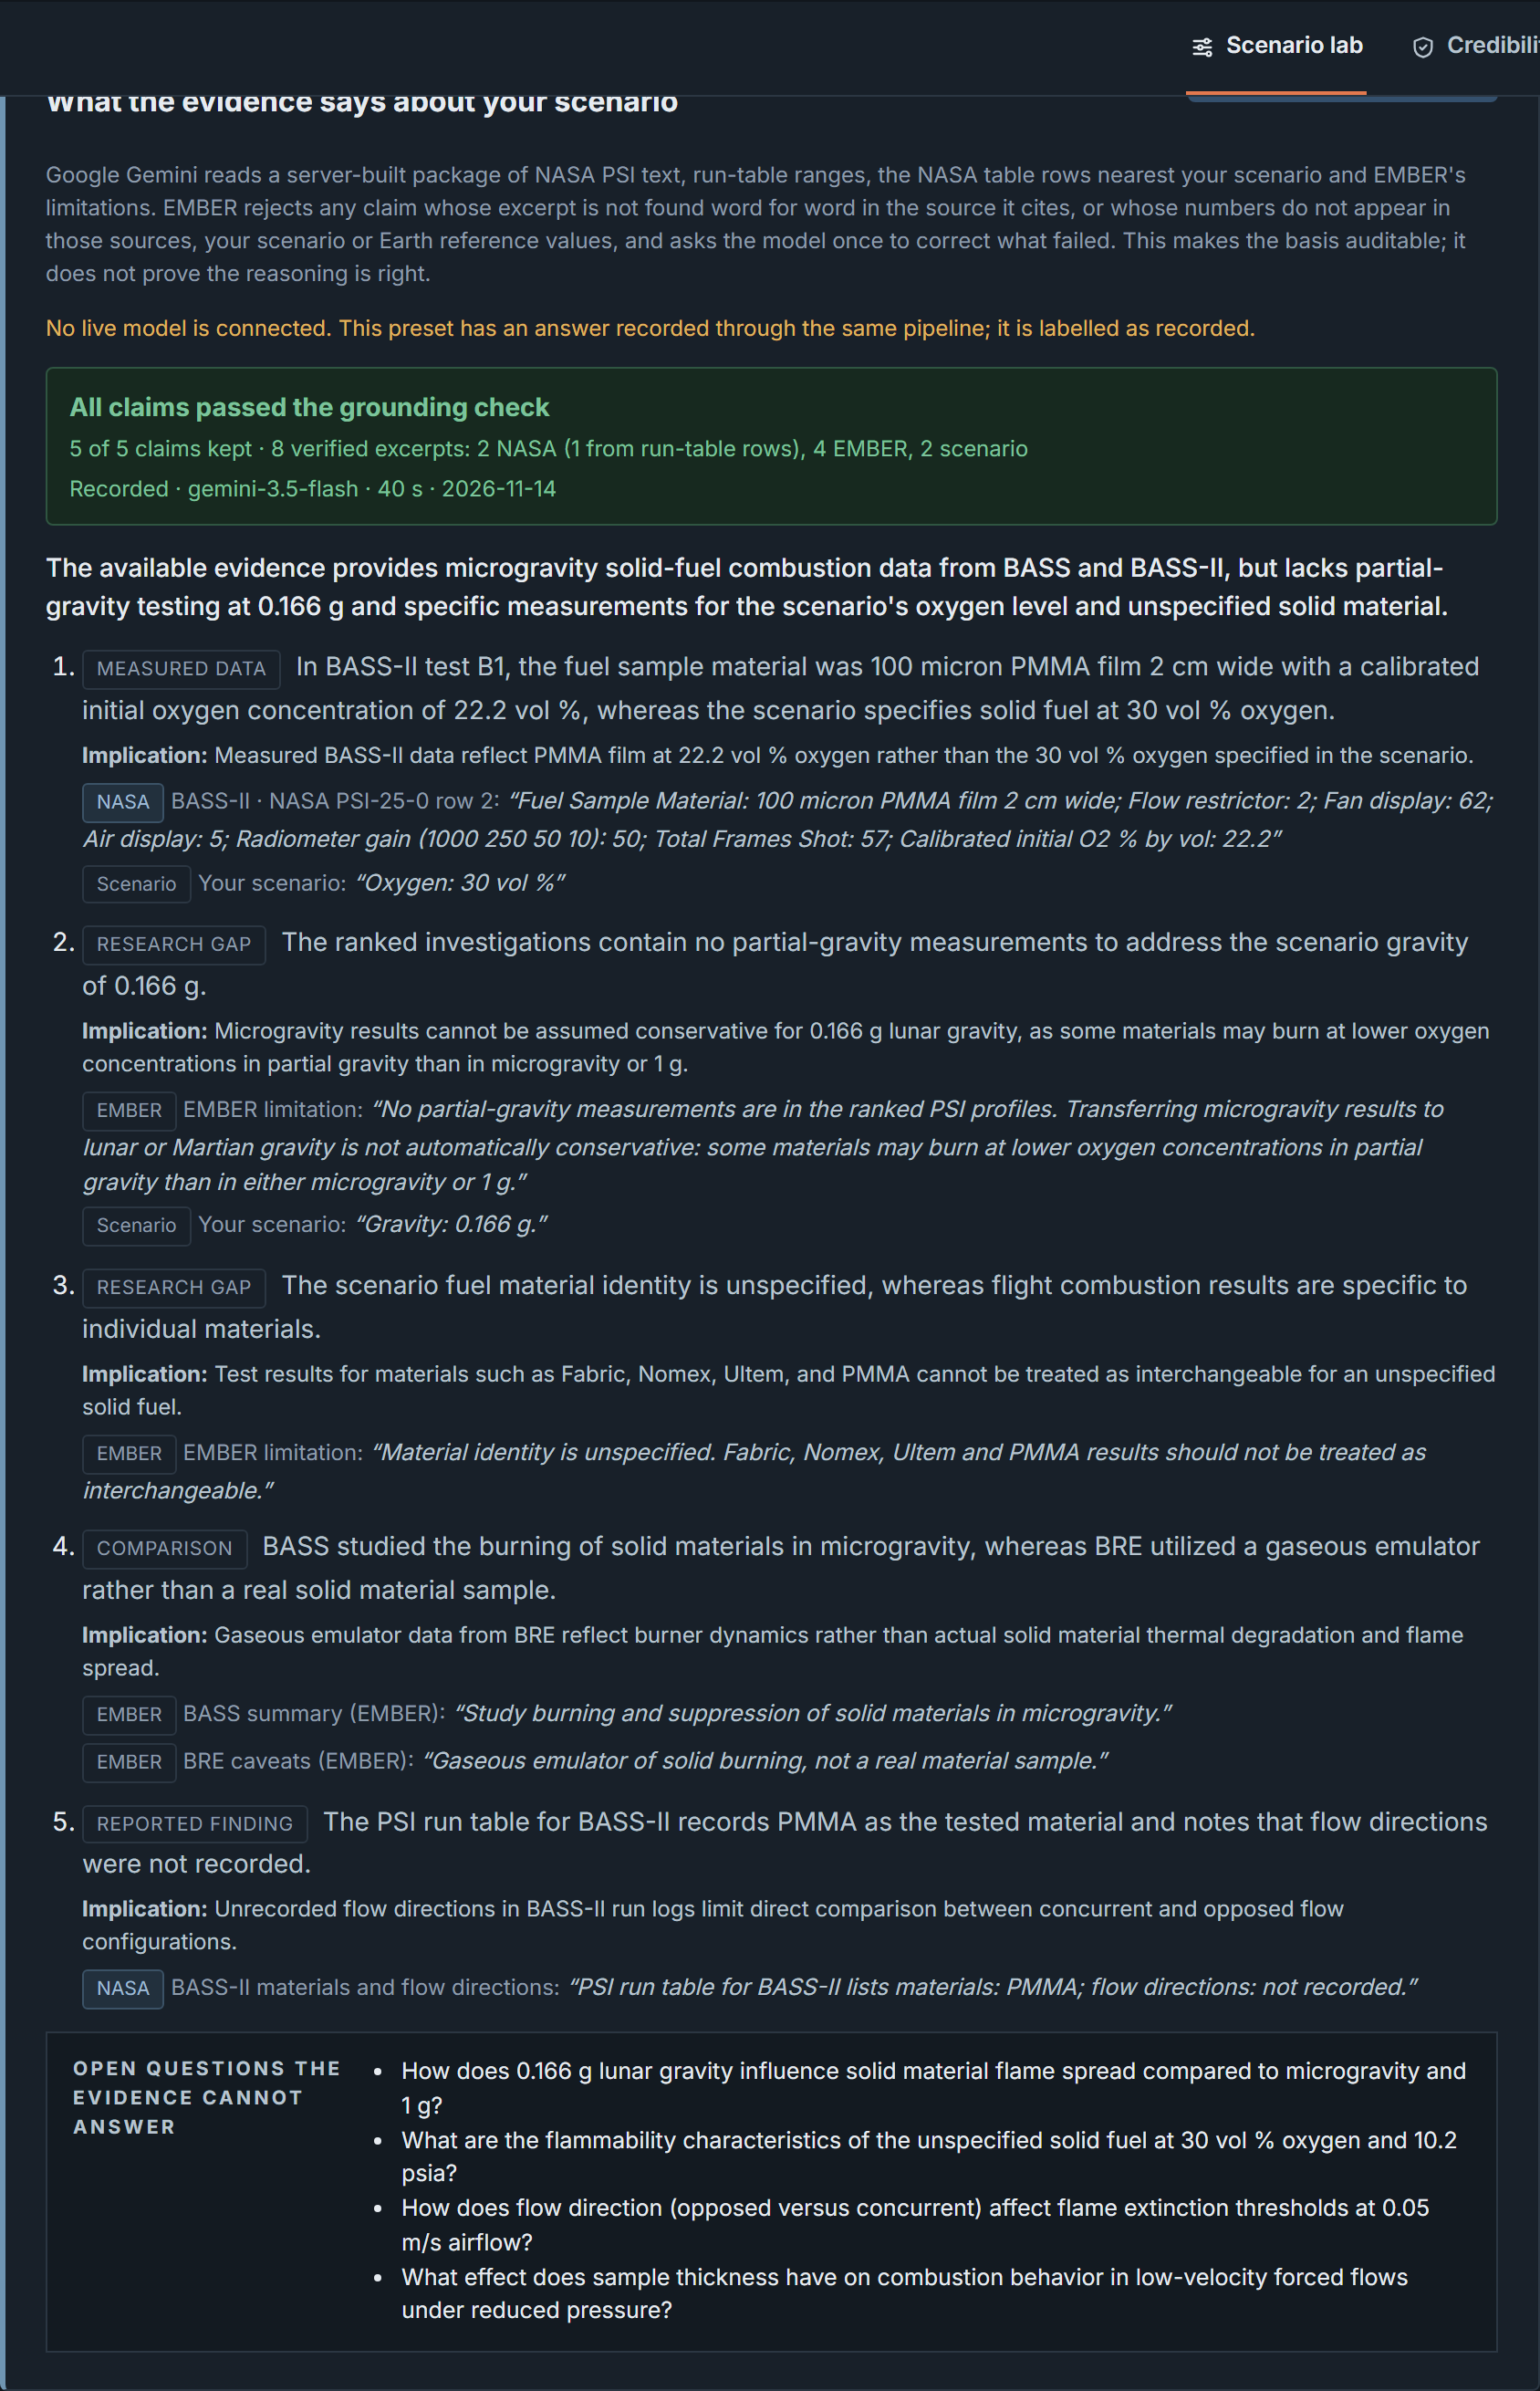 Scenario lab
What the evidence says about your scenario
Google Gemini reads a server-built package of NASA PSI text, run-table ranges, the NASA table rows nearest your scenario and EMBER's
limitations. EMBER rejects any claim whose excerpt is not found word for word in the source it cites, or whose numbers do not appear in
those sources, your scenario or Earth reference values, and asks the model once to correct what failed. This makes the basis auditable; it
does not prove the reasoning is right.
No live model is connected. This preset has an answer recorded through the same pipeline; it is labelled as recorded.
All claims passed the grounding check
5 of 5 claims kept · 8 verified excerpts: 2 NASA (1 from run-table rows), 4 EMBER, 2 scenario
Recorded · gemini-3.5-flash · 40 s · 2026-11-14
The available evidence provides microgravity solid-fuel combustion data from BASS and BASS-II, but lacks partial-
gravity testing at 0.166 g and specific measurements for the scenario's oxygen level and unspecified solid material.
1. MEASURED DATA In BASS-II test B1, the fuel sample material was 100 micron PMMA film 2 cm wide with a calibrated
initial oxygen concentration of 22.2 vol %, whereas the scenario specifies solid fuel at 30 vol % oxygen.
Implication: Measured BASS-II data reflect PMMA film at 22.2 vol % oxygen rather than the 30 vol % oxygen specified in the scenario.
NASA BASS-II · NASA PSI-25-0 row 2: “Fuel Sample Material: 100 micron PMMA film 2 cm wide; Flow restrictor: 2; Fan display: 62;
Air display: 5; Radiometer gain (1000 250 50 10): 50; Total Frames Shot: 57; Calibrated initial O2 % by vol: 22.2”
Scenario Your scenario: “Oxygen: 30 vol %”
2. RESEARCH GAP The ranked investigations contain no partial-gravity measurements to address the scenario gravity
of 0.166 g.
Implication: Microgravity results cannot be assumed conservative for 0.166 g lunar gravity, as some materials may burn at lower oxygen
concentrations in partial gravity than in microgravity or 1 g.
EMBER EMBER limitation: “No partial-gravity measurements are in the ranked PSI profiles. Transferring microgravity results to
lunar or Martian gravity is not automatically conservative: some materials may burn at lower oxygen concentrations in partial
gravity than in either microgravity or 1 g.”
Scenario Your scenario: “Gravity: 0.166 g.”
3. RESEARCH GAP The scenario fuel material identity is unspecified, whereas flight combustion results are specific to
individual materials.
Implication: Test results for materials such as Fabric, Nomex, Ultem, and PMMA cannot be treated as interchangeable for an unspecified
solid fuel.
EMBER EMBER limitation: “Material identity is unspecified. Fabric, Nomex, Ultem and PMMA results should not be treated as
interchangeable.”
4. COMPARISON BASS studied the burning of solid materials in microgravity, whereas BRE utilized a gaseous emulator
rather than a real solid material sample.
Implication: Gaseous emulator data from BRE reflect burner dynamics rather than actual solid material thermal degradation and flame
spread.
EMBER BASS summary (EMBER): “Study burning and suppression of solid materials in microgravity.”
EMBER BRE caveats (EMBER): “Gaseous emulator of solid burning, not a real material sample.”
5. REPORTED FINDING The PSI run table for BASS-II records PMMA as the tested material and notes that flow directions
were not recorded.
Implication: Unrecorded flow directions in BASS-II run logs limit direct comparison between concurrent and opposed flow
configurations.
NASA BASS-II materials and flow directions: “PSI run table for BASS-II lists materials: PMMA; flow directions: not recorded.”
OPEN QUESTIONS THE
EVIDENCE CANNOT
ANSWER
• How does 0.166 g lunar gravity influence solid material flame spread compared to microgravity and
1 g?
• What are the flammability characteristics of the unspecified solid fuel at 30 vol % oxygen and 10.2
psia?
• How does flow direction (opposed versus concurrent) affect flame extinction thresholds at 0.05
m/s airflow?
• What effect does sample thickness have on combustion behavior in low-velocity forced flows
under reduced pressure?